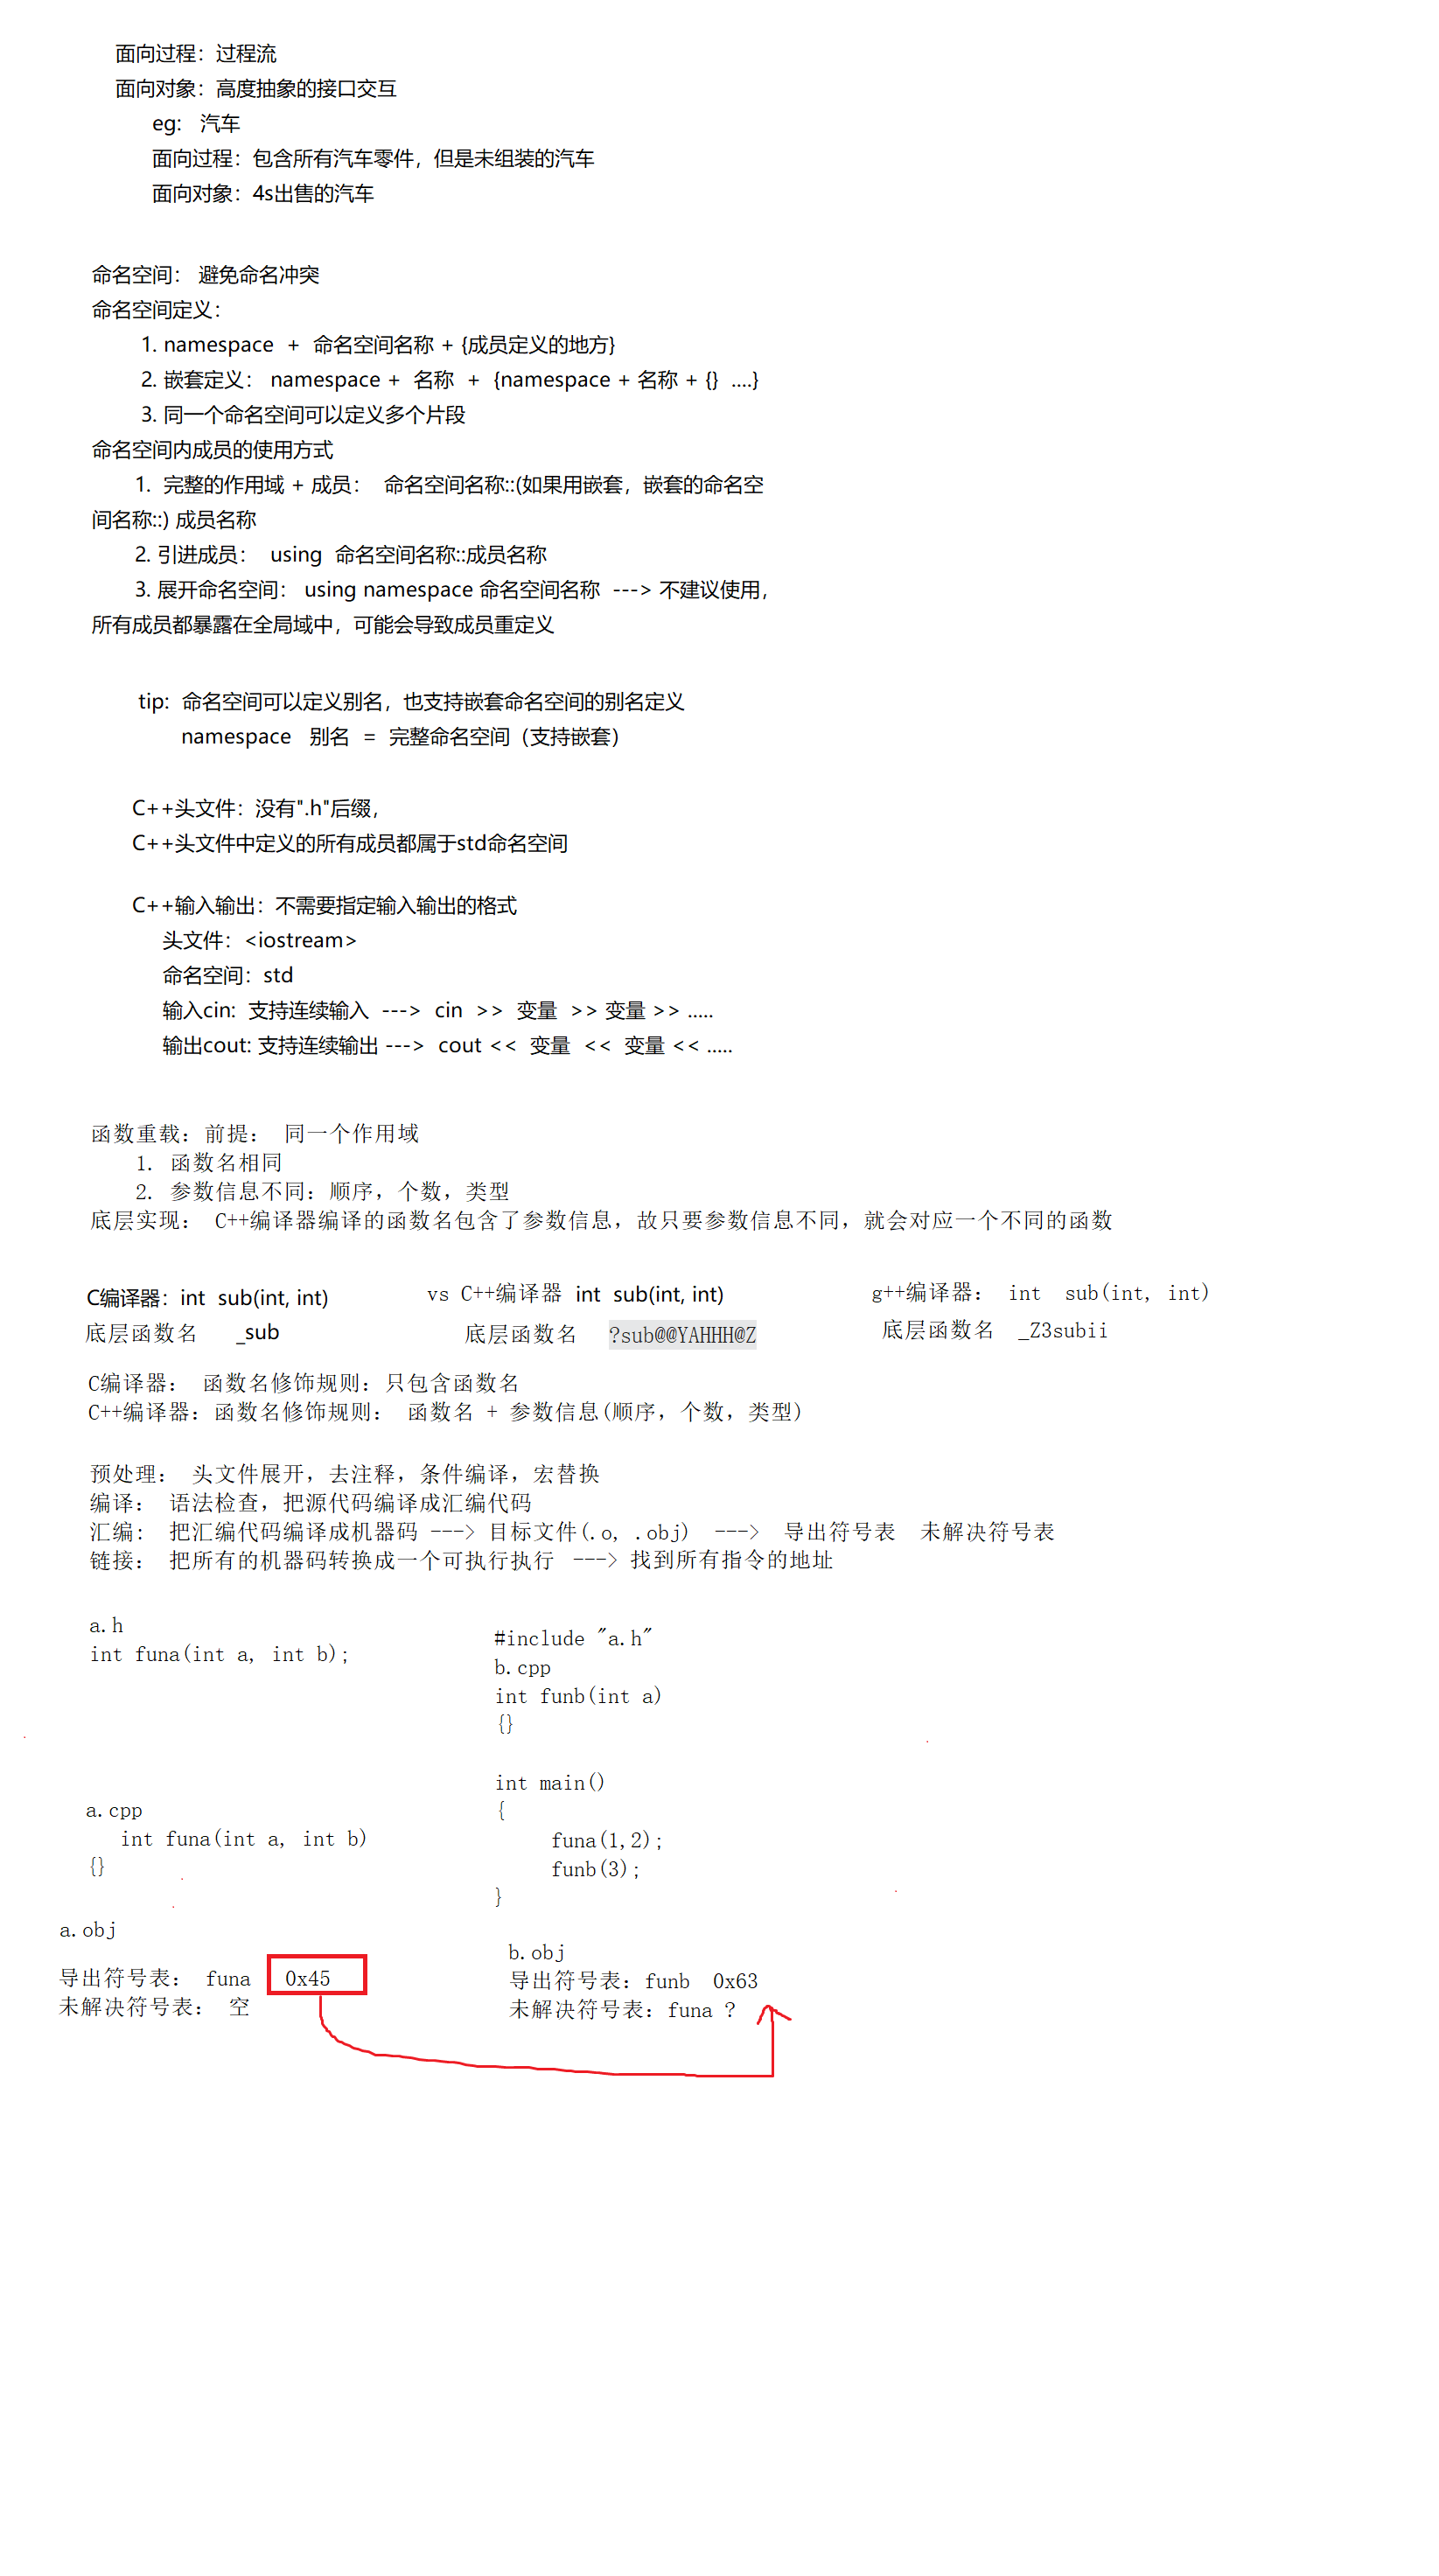 面向过程：过程流
面向对象：高度抽象的接口交互
eg: 汽车
面向过程：包含所有汽车零件，但是未组装的汽车
面向对象：4s出售的汽车
命名空间： 避免命名冲突
命名空间定义：
1. namespace + 命名空间名称 + {成员定义的地方}
2. 嵌套定义： namespace + 名称 + {namespace + 名称 + {} ....}
3. 同一个命名空间可以定义多个片段
命名空间内成员的使用方式
1. 完整的作用域 + 成员： 命名空间名称::(如果用嵌套，嵌套的命名空
间名称::) 成员名称
2. 引进成员： using 命名空间名称::成员名称
3. 展开命名空间： using namespace 命名空间名称 ---> 不建议使用，
所有成员都暴露在全局域中，可能会导致成员重定义
tip: 命名空间可以定义别名，也支持嵌套命名空间的别名定义
namespace 别名 = 完整命名空间（支持嵌套）
C++头文件：没有".h"后缀，
C++头文件中定义的所有成员都属于std命名空间
C++输入输出：不需要指定输入输出的格式
头文件：<iostream>
命名空间：std
输入cin: 支持连续输入 ---> cin >> 变量 >> 变量 >> .....
输出cout: 支持连续输出 ---> cout << 变量 << 变量 << .....
函数重载：前提： 同一个作用域
1. 函数名相同
2. 参数信息不同：顺序，个数，类型
底层实现： C++编译器编译的函数名包含了参数信息，故只要参数信息不同，就会对应一个不同的函数
C编译器：int sub(int, int) vs C++编译器 int sub(int, int) g++编译器： int sub(int, int)
底层函数名 _sub 底层函数名 ?sub@@YAHHH@Z 底层函数名 _Z3subii
C编译器： 函数名修饰规则：只包含函数名
C++编译器：函数名修饰规则： 函数名 + 参数信息(顺序，个数，类型)
预处理： 头文件展开，去注释，条件编译，宏替换
编译： 语法检查，把源代码编译成汇编代码
汇编： 把汇编代码编译成机器码 ---> 目标文件(.o, .obj) ---> 导出符号表 未解决符号表
链接： 把所有的机器码转换成一个可执行执行 ---> 找到所有指令的地址
a.h
int funa(int a, int b);
a.cpp
int funa(int a, int b)
{}
a.obj
导出符号表： funa 0x45
未解决符号表： 空
#include "a.h"
b.cpp
int funb(int a)
{}
int main()
{
funa(1,2);
funb(3);
}
b.obj
导出符号表：funb 0x63
未解决符号表：funa ?